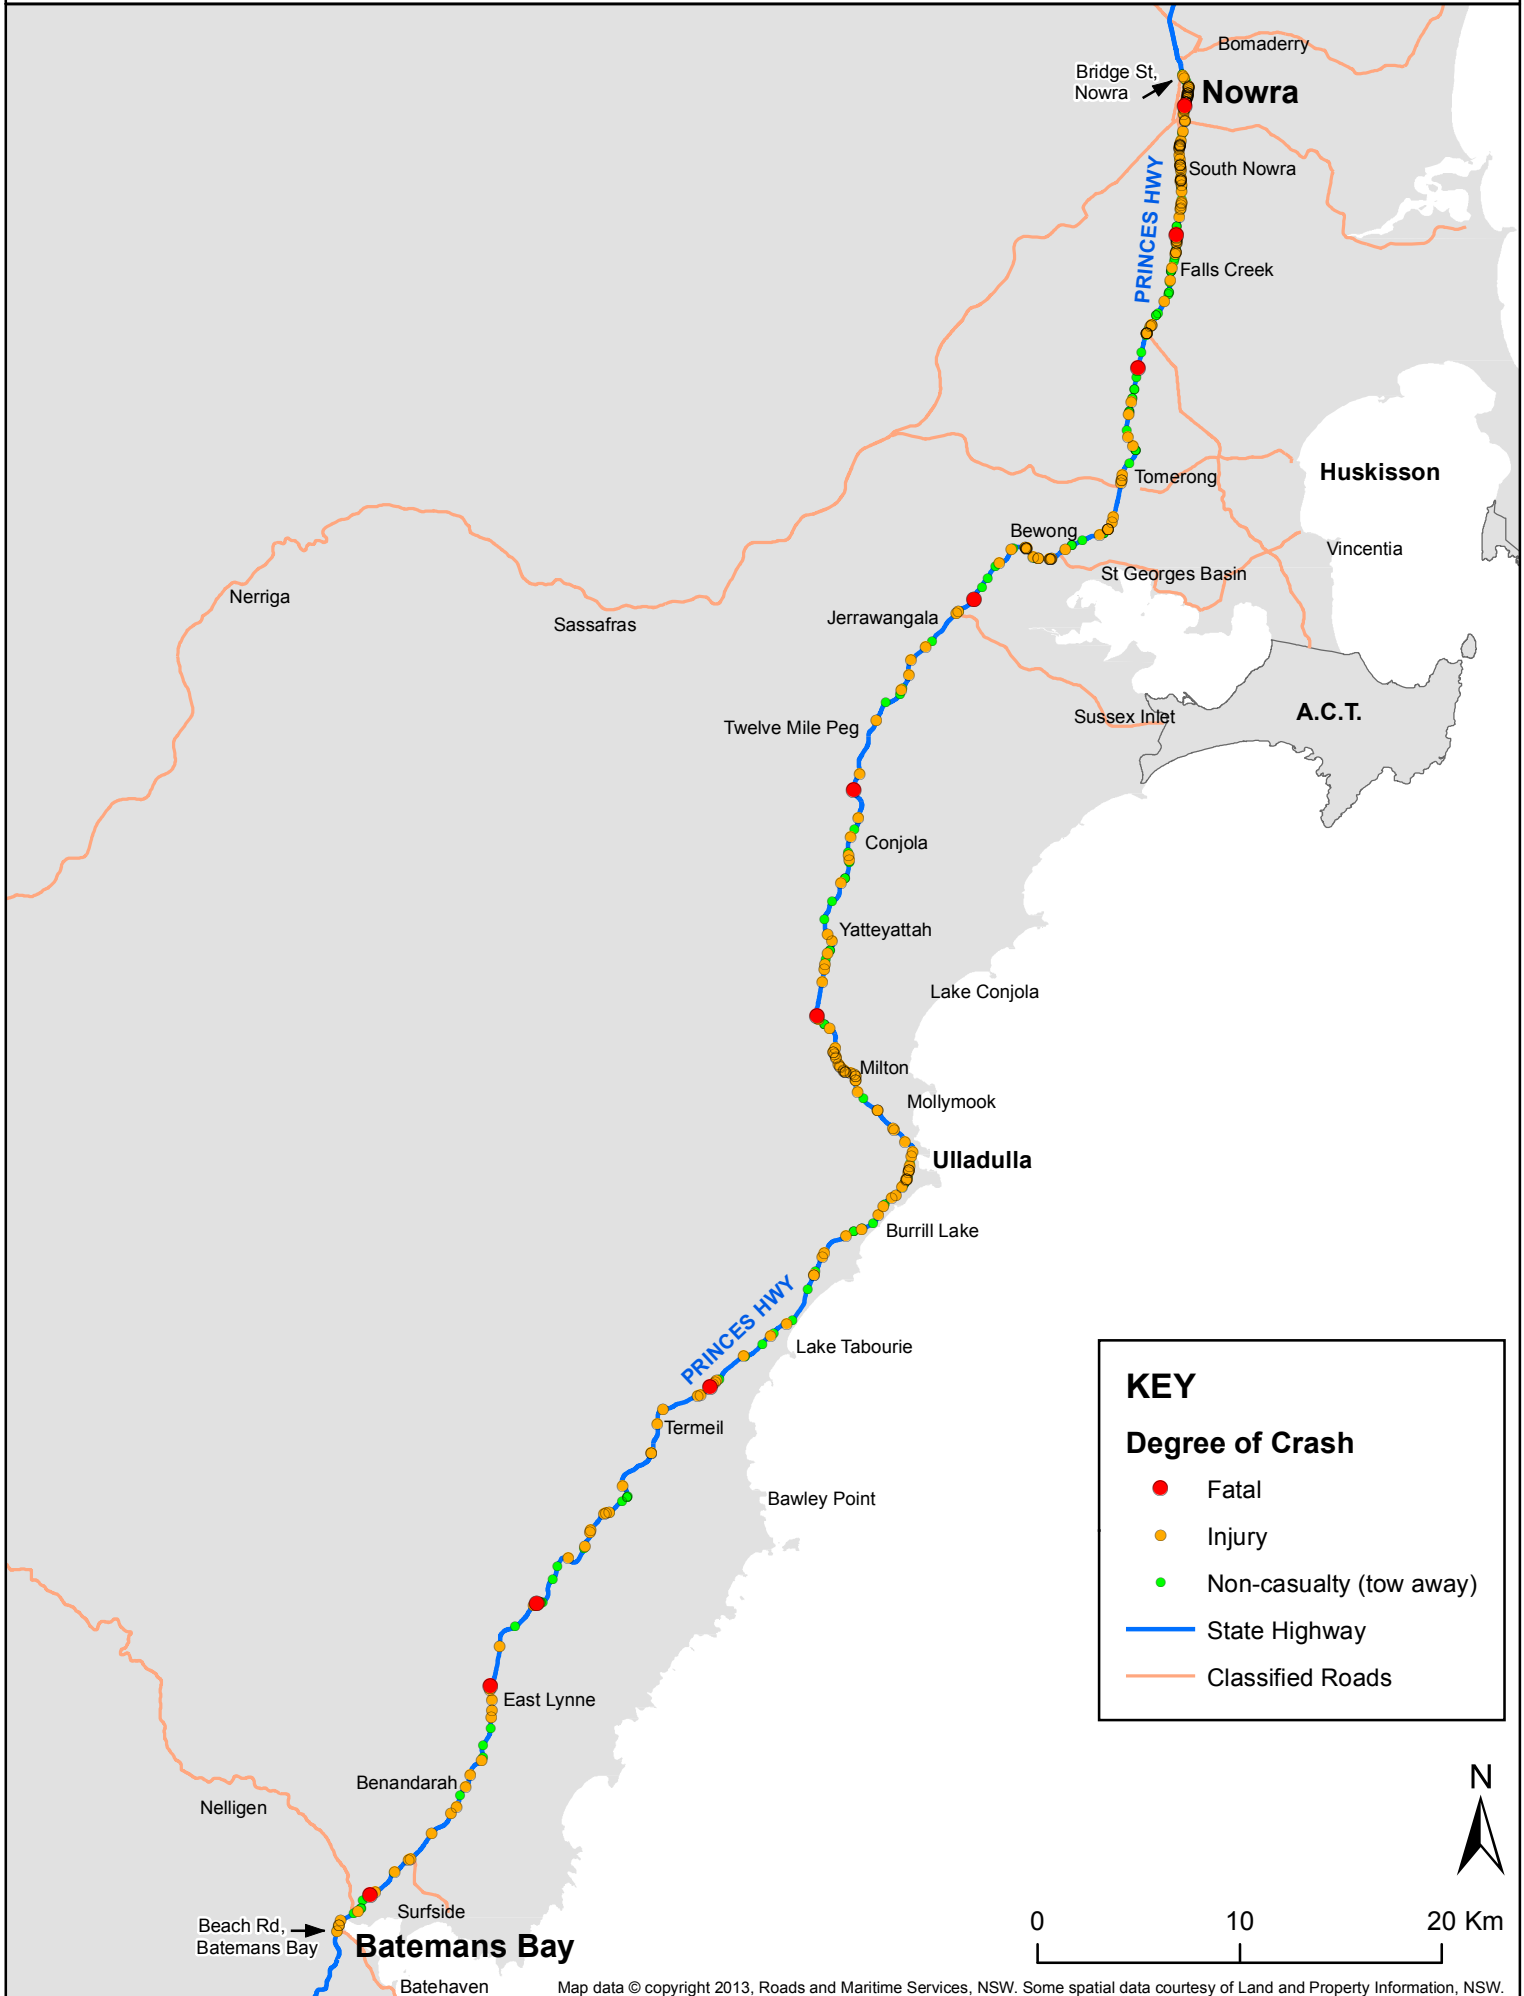 Bomaderry
Bridge St,
Nowra
Nowra
South Nowra
PRINCES HWY
Falls Creek
Huskisson
Tomerong
Bewong
Vincentia
St Georges Basin
Nerriga
Sassafras
Jerrawangala
Sussex Inlet
A.C.T.
Twelve Mile Peg
Conjola
Yatteyattah
Lake Conjola
Milton
Mollymook
Ulladulla
Burrill Lake
PRINCES HWY
Lake Tabourie
Termeil
Bawley Point
KEY
Degree of Crash
Fatal
Injury
Non-casualty (tow away)
State Highway
Classified Roads
East Lynne
Benandarah
Nelligen
N
Surfside
Beach Rd,
Batemans Bay
Batemans Bay
0 10 20 Km
Batehaven
Map data © copyright 2013, Roads and Maritime Services, NSW. Some spatial data courtesy of Land and Property Information, NSW.